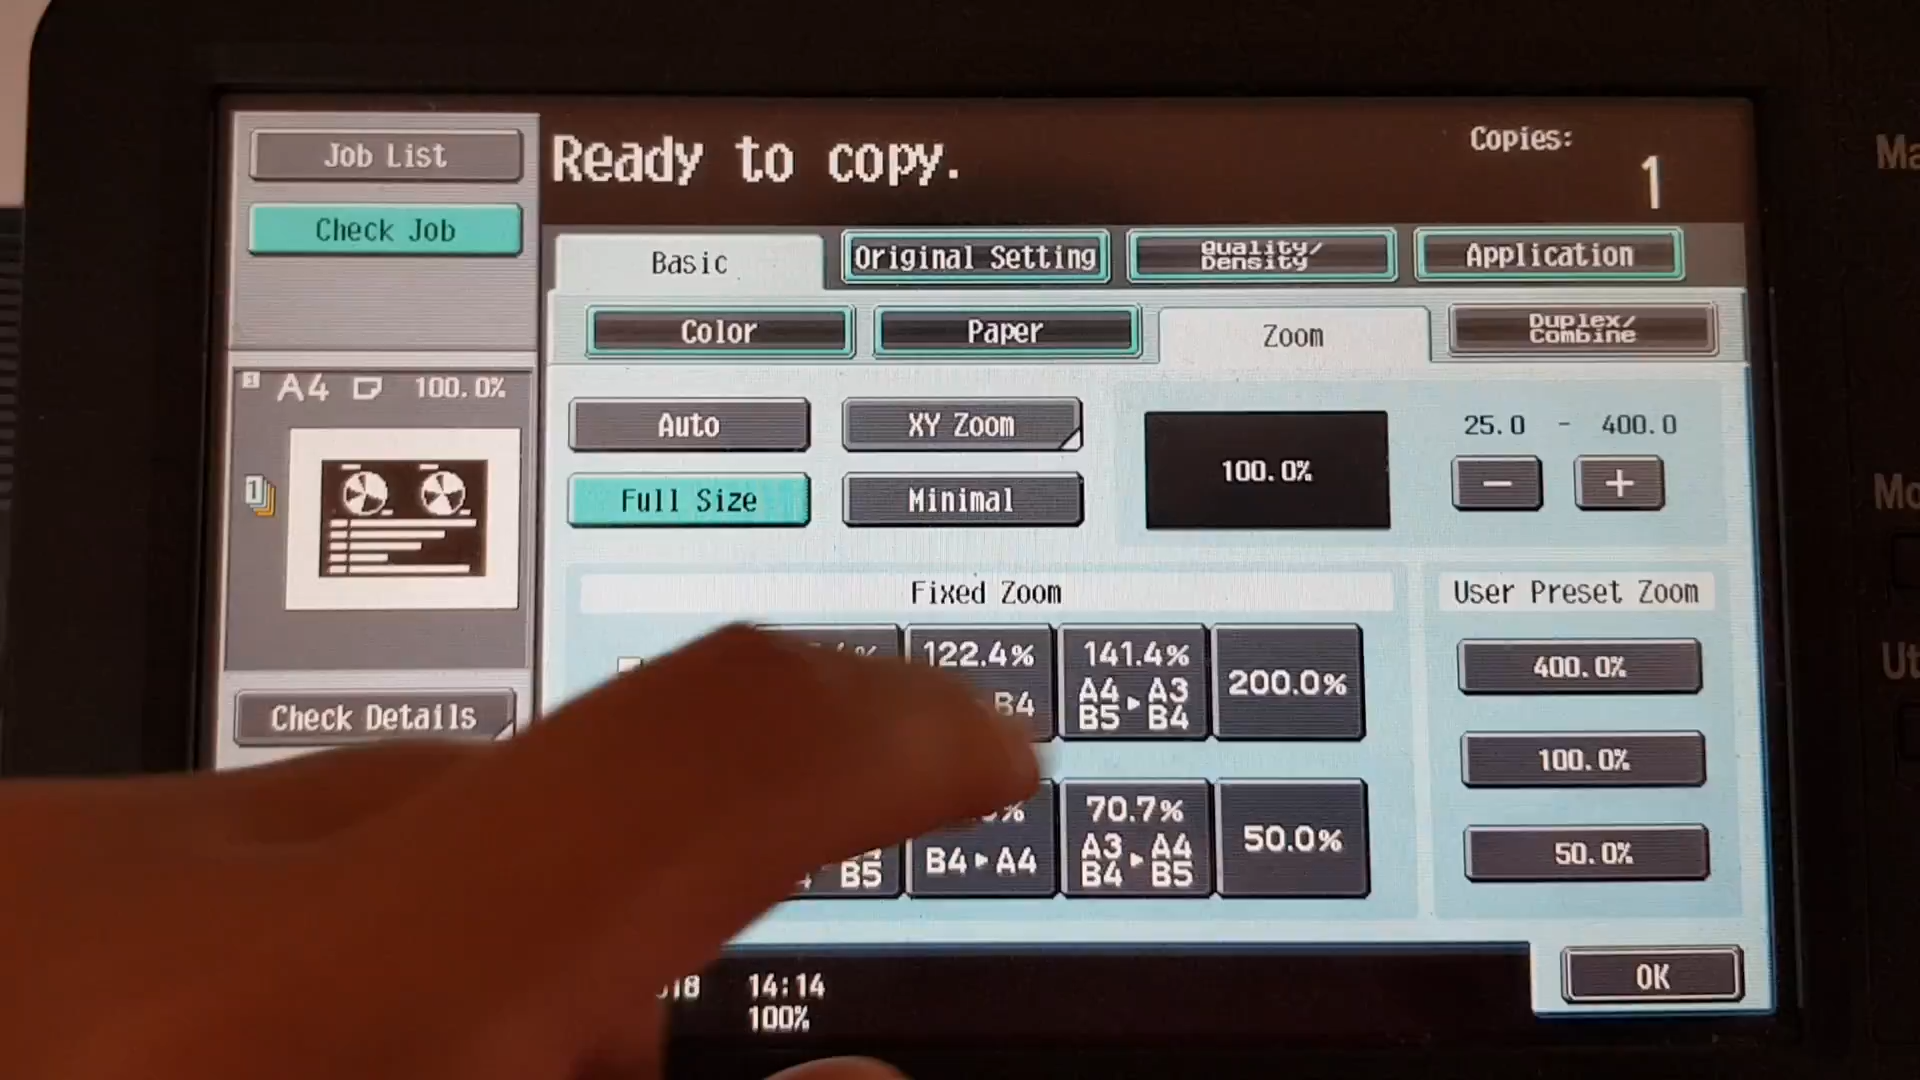 Job List
Check Job
Ready to copy.
Copies:
1
Basic
Original Setting
Quality/
Density
Application
Color
Paper
Zoom
Duplex/
Combine
A4 100.0%
1
Auto
XY Zoom
Full Size
Minimal
100.0%
25.0 - 400.0
- +
Fixed Zoom
User Preset Zoom
122.4%
B4
141.4%
A4 ▸ A3
B5 ▸ B4
200.0%
400.0%
100.0%
50.0%
B5
B4 ▸ A4
70.7%
A3 ▸ A4
B4 ▸ B5
50.0%
Check Details
14:14
100%
OK